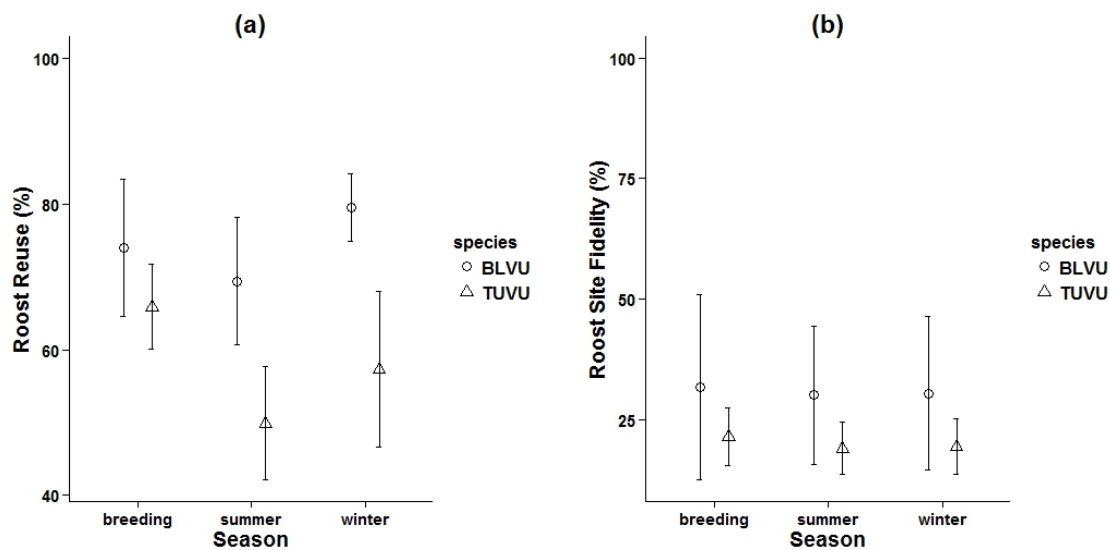 (a)
100
80
60
40
Roost Reuse (%)
breeding summer winter
Season
species
BLVU
TUVU
(b)
100
75
50
25
Roost Site Fidelity (%)
breeding summer winter
Season
species
BLVU
TUVU